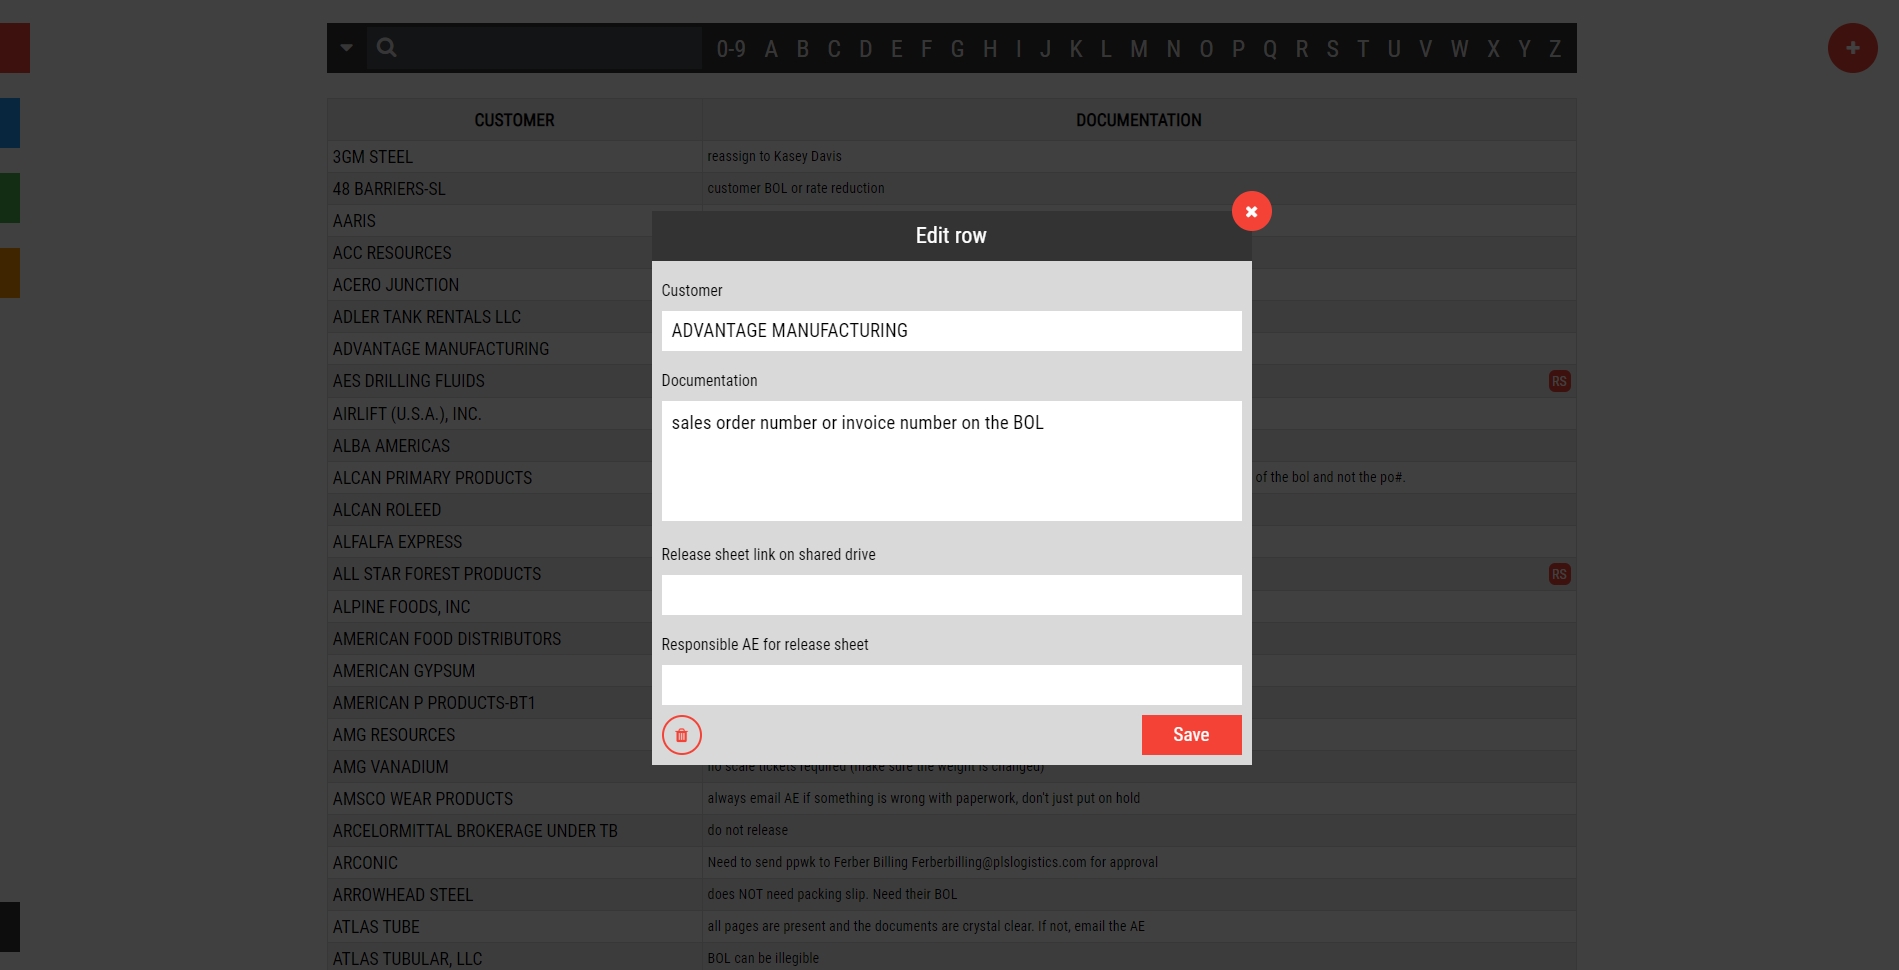 0-9 A B C D E F G H I J K L M N O P Q R S T U V W X Y Z
CUSTOMER DOCUMENTATION
3GM STEEL reassign to Kasey Davis
48 BARRIERS-SL customer BOL or rate reduction
AARIS
ACC RESOURCES
ACERO JUNCTION
ADLER TANK RENTALS LLC
ADVANTAGE MANUFACTURING
AES DRILLING FLUIDS RS
AIRLIFT (U.S.A.), INC.
ALBA AMERICAS
ALCAN PRIMARY PRODUCTS of the bol and not the po#.
ALCAN ROLEED
ALFALFA EXPRESS
ALL STAR FOREST PRODUCTS RS
ALPINE FOODS, INC
AMERICAN FOOD DISTRIBUTORS
AMERICAN GYPSUM
AMERICAN P PRODUCTS-BT1
AMG RESOURCES
AMG VANADIUM no scale tickets required (make sure the weight is changed)
AMSCO WEAR PRODUCTS always email AE if something is wrong with paperwork, don't just put on hold
ARCELORMITTAL BROKERAGE UNDER TB do not release
ARCONIC Need to send ppwk to Ferber Billing Ferberbilling@plslogistics.com for approval
ARROWHEAD STEEL does NOT need packing slip. Need their BOL
ATLAS TUBE all pages are present and the documents are crystal clear. If not, email the AE
ATLAS TUBULAR, LLC BOL can be illegible
Edit row
Customer
ADVANTAGE MANUFACTURING
Documentation
sales order number or invoice number on the BOL
Release sheet link on shared drive
Responsible AE for release sheet
Save